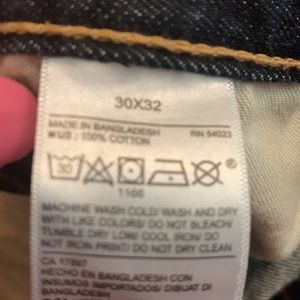 30X32
MADE IN BANGLADESH RN 54023
W US : 100% COTTON
30 ®
1166
MACHINE WASH COLD/ WASH AND DRY
WITH LIKE COLORS/ DO NOT BLEACH/
TUMBLE DRY LOW/ COOL IRON/ DO
NOT IRON PRINT/ DO NOT DRY CLEAN
CA 17897
HECHO EN BANGLADESH CON
INSUMOS IMPORTADOS/ DIBUAT DI
BANGLADESH